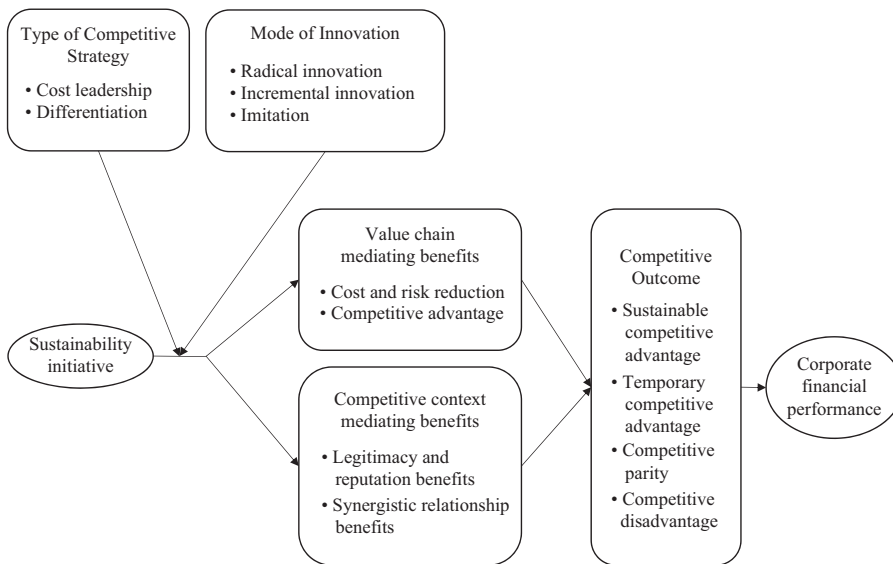 Type of Competitive
Strategy
• Cost leadership
• Differentiation
Mode of Innovation
• Radical innovation
• Incremental innovation
• Imitation
Sustainability
initiative
Value chain
mediating benefits
• Cost and risk reduction
• Competitive advantage
Competitive context
mediating benefits
• Legitimacy and
reputation benefits
• Synergistic relationship
benefits
Competitive
Outcome
• Sustainable
competitive
advantage
• Temporary
competitive
advantage
• Competitive
parity
• Competitive
disadvantage
Corporate
financial
performance